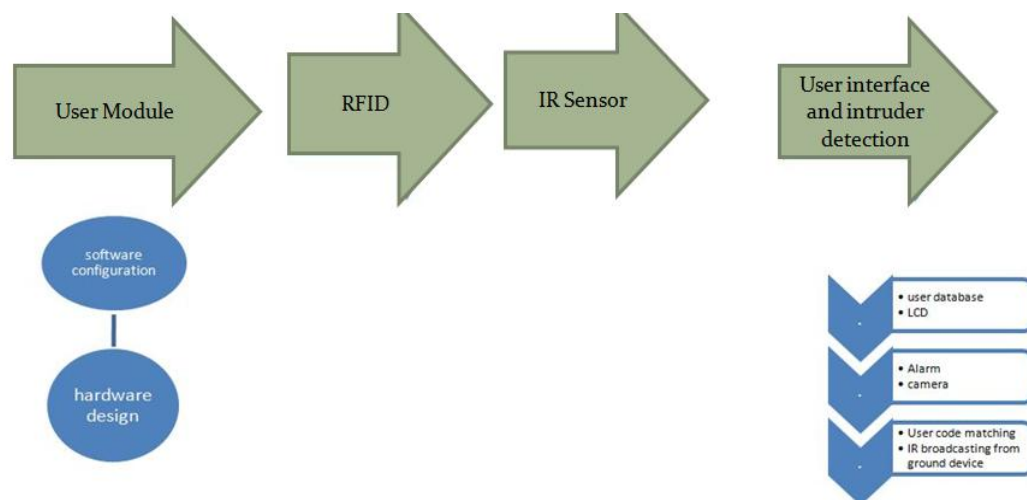 User Module
RFID
IR Sensor
User interface
and intruder
detection
software
configuration
hardware
design
• user database
• LCD
• Alarm
• camera
• User code matching
• IR broadcasting from
ground device